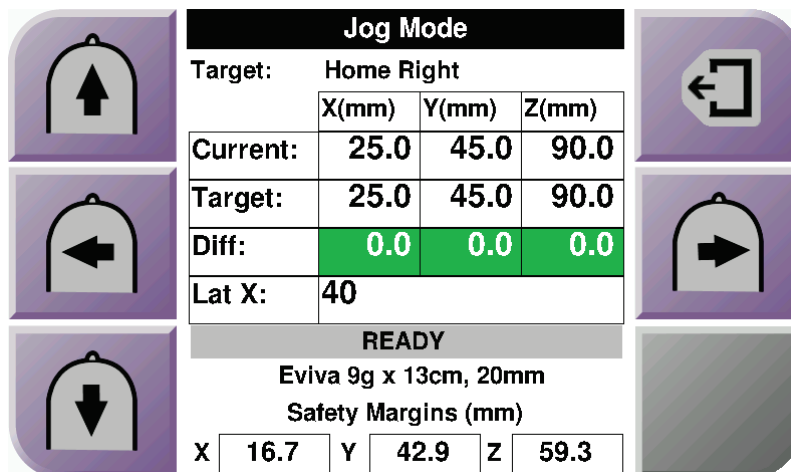 Jog Mode
Target: Home Right
X(mm) Y(mm) Z(mm)
Current: 25.0 45.0 90.0
Target: 25.0 45.0 90.0
Diff: 0.0 0.0 0.0
Lat X: 40
READY
Eviva 9g x 13cm, 20mm
Safety Margins (mm)
X 16.7 Y 42.9 Z 59.3